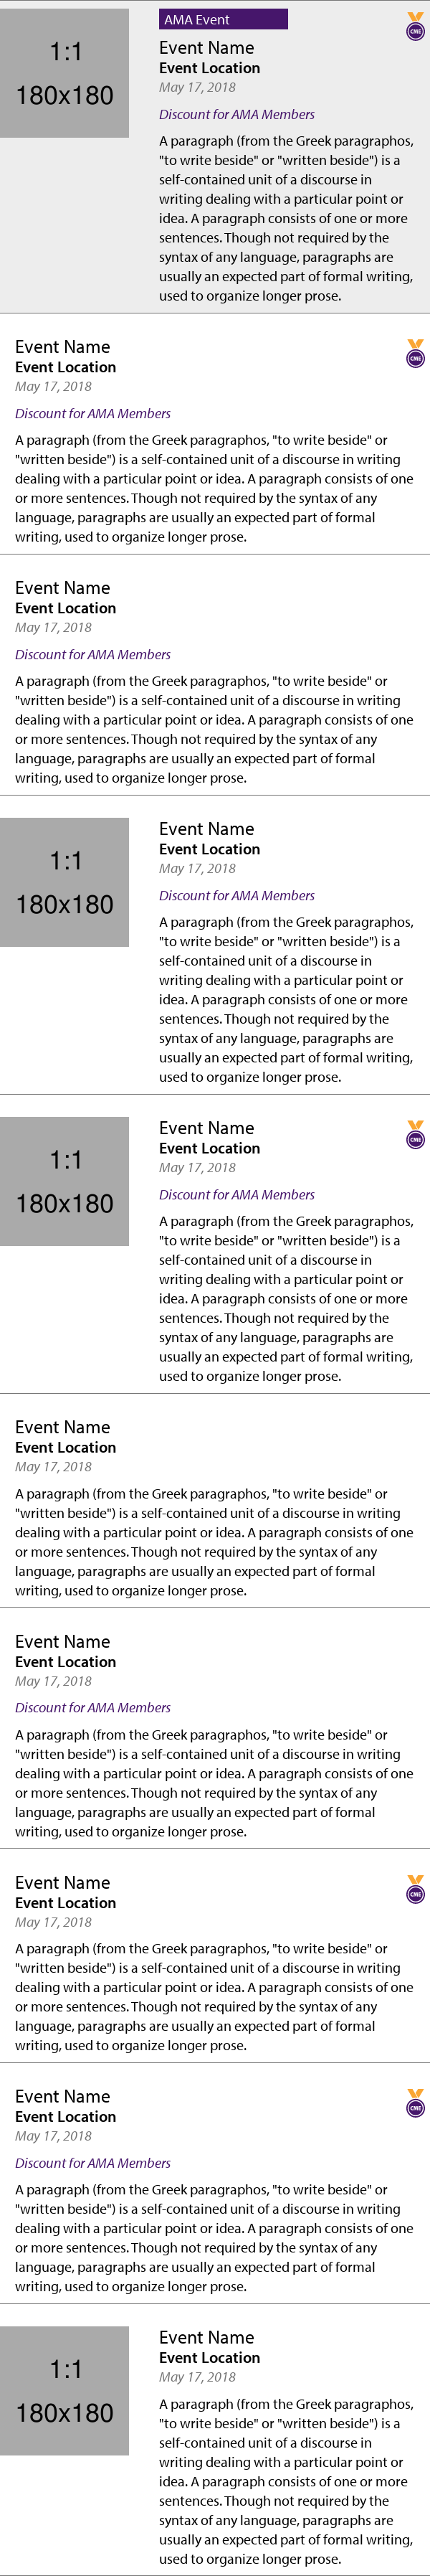 1:1
180x180
AMA Event
CME
Event Name
Event Location
May 17, 2018
Discount for AMA Members
A paragraph (from the Greek paragraphos,
"to write beside" or "written beside") is a
self-contained unit of a discourse in
writing dealing with a particular point or
idea. A paragraph consists of one or more
sentences. Though not required by the
syntax of any language, paragraphs are
usually an expected part of formal writing,
used to organize longer prose.
Event Name
CME
Event Location
May 17, 2018
Discount for AMA Members
A paragraph (from the Greek paragraphos, "to write beside" or
"written beside") is a self-contained unit of a discourse in writing
dealing with a particular point or idea. A paragraph consists of one
or more sentences. Though not required by the syntax of any
language, paragraphs are usually an expected part of formal
writing, used to organize longer prose.
Event Name
Event Location
May 17, 2018
Discount for AMA Members
A paragraph (from the Greek paragraphos, "to write beside" or
"written beside") is a self-contained unit of a discourse in writing
dealing with a particular point or idea. A paragraph consists of one
or more sentences. Though not required by the syntax of any
language, paragraphs are usually an expected part of formal
writing, used to organize longer prose.
1:1
180x180
Event Name
Event Location
May 17, 2018
Discount for AMA Members
A paragraph (from the Greek paragraphos,
"to write beside" or "written beside") is a
self-contained unit of a discourse in
writing dealing with a particular point or
idea. A paragraph consists of one or more
sentences. Though not required by the
syntax of any language, paragraphs are
usually an expected part of formal writing,
used to organize longer prose.
1:1
180x180
Event Name
CME
Event Location
May 17, 2018
Discount for AMA Members
A paragraph (from the Greek paragraphos,
"to write beside" or "written beside") is a
self-contained unit of a discourse in
writing dealing with a particular point or
idea. A paragraph consists of one or more
sentences. Though not required by the
syntax of any language, paragraphs are
usually an expected part of formal writing,
used to organize longer prose.
Event Name
Event Location
May 17, 2018
A paragraph (from the Greek paragraphos, "to write beside" or
"written beside") is a self-contained unit of a discourse in writing
dealing with a particular point or idea. A paragraph consists of one
or more sentences. Though not required by the syntax of any
language, paragraphs are usually an expected part of formal
writing, used to organize longer prose.
Event Name
Event Location
May 17, 2018
Discount for AMA Members
A paragraph (from the Greek paragraphos, "to write beside" or
"written beside") is a self-contained unit of a discourse in writing
dealing with a particular point or idea. A paragraph consists of one
or more sentences. Though not required by the syntax of any
language, paragraphs are usually an expected part of formal
writing, used to organize longer prose.
Event Name
CME
Event Location
May 17, 2018
A paragraph (from the Greek paragraphos, "to write beside" or
"written beside") is a self-contained unit of a discourse in writing
dealing with a particular point or idea. A paragraph consists of one
or more sentences. Though not required by the syntax of any
language, paragraphs are usually an expected part of formal
writing, used to organize longer prose.
Event Name
CME
Event Location
May 17, 2018
Discount for AMA Members
A paragraph (from the Greek paragraphos, "to write beside" or
"written beside") is a self-contained unit of a discourse in writing
dealing with a particular point or idea. A paragraph consists of one
or more sentences. Though not required by the syntax of any
language, paragraphs are usually an expected part of formal
writing, used to organize longer prose.
1:1
180x180
Event Name
Event Location
May 17, 2018
A paragraph (from the Greek paragraphos,
"to write beside" or "written beside") is a
self-contained unit of a discourse in
writing dealing with a particular point or
idea. A paragraph consists of one or more
sentences. Though not required by the
syntax of any language, paragraphs are
usually an expected part of formal writing,
used to organize longer prose.